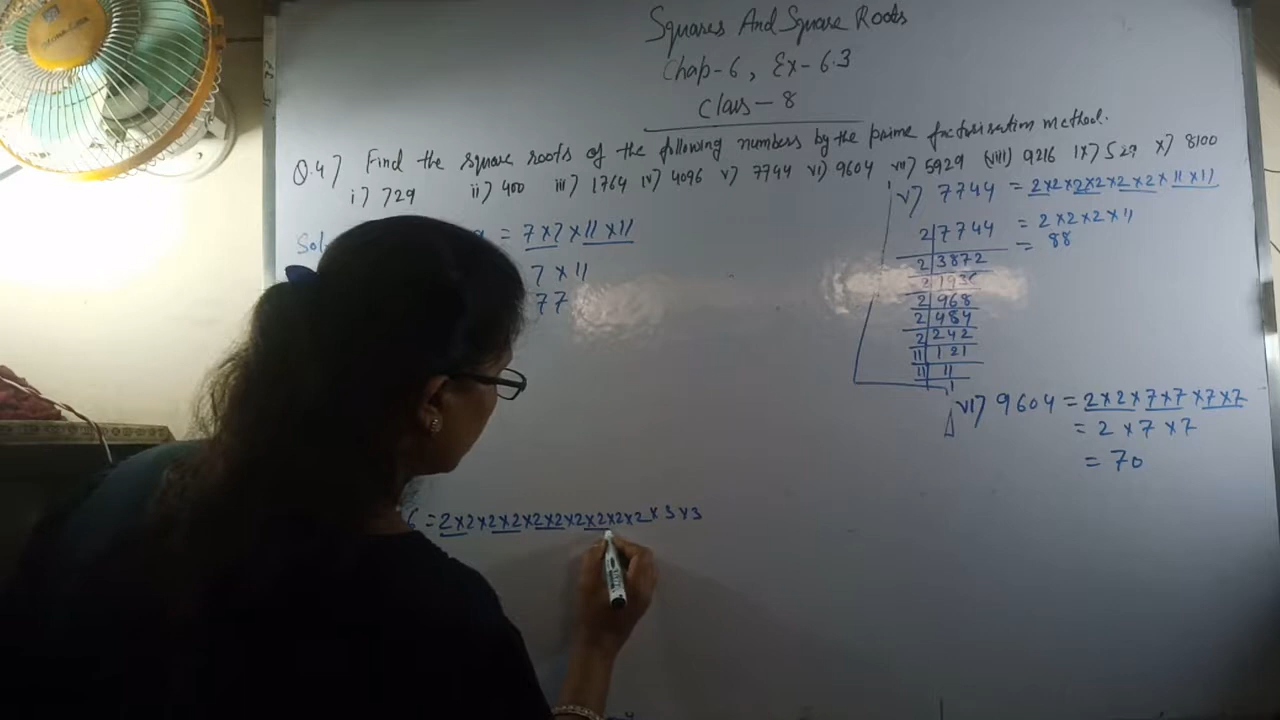 Squares And Square Roots
Chap-6, Ex-6.3
Class-8
Q.4) Find the square roots of the following numbers by the prime factorisation method.
i) 729 ii) 400 iii) 1764 iv) 4096 v) 7744 vi) 9604 vii) 5929 (viii) 9216 ix) 529 x) 8100
Sol
= 7×7×11×11
7×11
77
6 = 2×2×2×2×2×2×2×2×2×2×3×3
v) 7744 = 2×2×2×2×2×2×11×11
= 2×2×2×11
= 88
2 7744
2 3872
2 1936
2 968
2 484
2 242
11 121
11 11
1
vi) 9604 = 2×2×7×7×7×7
= 2×7×7
= 70